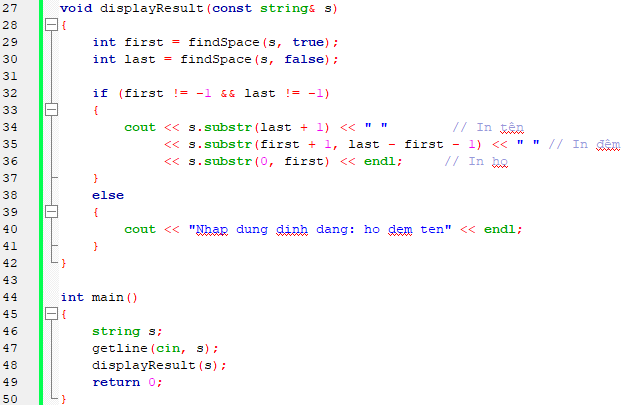 27 void displayResult(const string& s)
28 {
29     int first = findSpace(s, true);
30     int last = findSpace(s, false);
31
32     if (first != -1 && last != -1)
33     {
34         cout << s.substr(last + 1) << " "        // In tên
35              << s.substr(first + 1, last - first - 1) << " " // In đêm
36              << s.substr(0, first) << endl;     // In ho
37     }
38     else
39     {
40         cout << "Nhap dung dinh dang: ho dem ten" << endl;
41     }
42 }
43
44 int main()
45 {
46     string s;
47     getline(cin, s);
48     displayResult(s);
49     return 0;
50 }